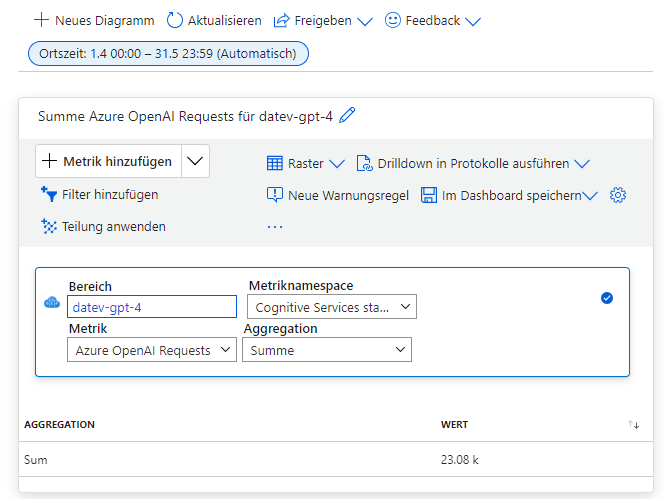 Neues Diagramm Aktualisieren Freigeben Feedback
Ortszeit: 1.4 00:00 – 31.5 23:59 (Automatisch)
Summe Azure OpenAI Requests für datev-gpt-4
Metrik hinzufügen Raster Drilldown in Protokolle ausführen
Filter hinzufügen Neue Warnungsregel Im Dashboard speichern
Teilung anwenden ...
Bereich Metriknamespace
datev-gpt-4 Cognitive Services sta...
Metrik Aggregation
Azure OpenAI Requests Summe
AGGREGATION WERT
Sum 23.08 k